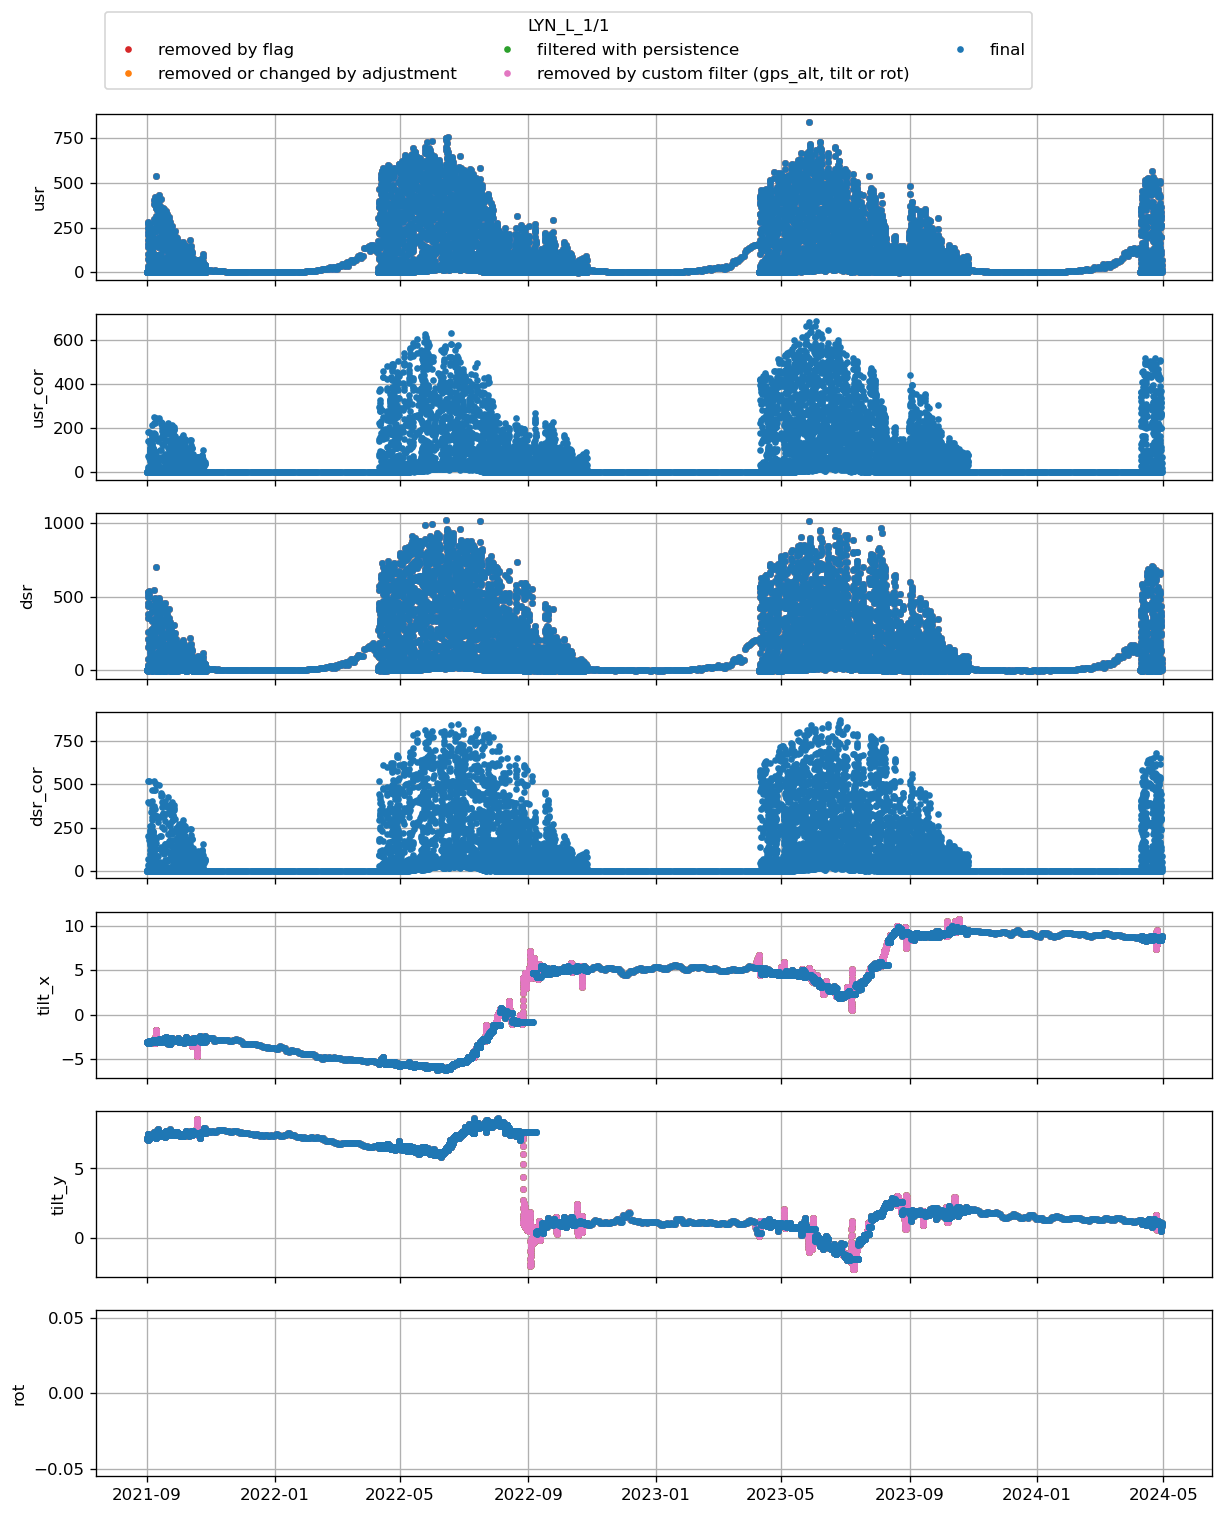 LYN_L_1/1
removed by flag
removed or changed by adjustment
filtered with persistence
removed by custom filter (gps_alt, tilt or rot)
final
750
500
250
0
usr
600
400
200
0
usr_cor
1000
500
0
dsr
750
500
250
0
dsr_cor
10
5
0
−5
tilt_x
5
0
tilt_y
0.05
0.00
−0.05
rot
2021-09 2022-01 2022-05 2022-09 2023-01 2023-05 2023-09 2024-01 2024-05